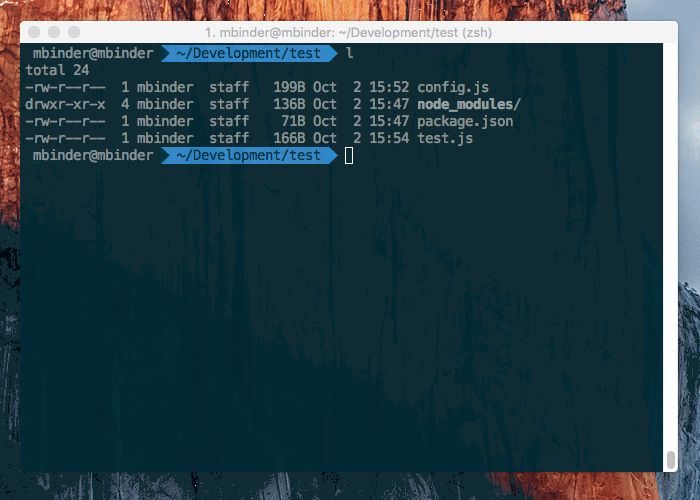 1. mbinder@mbinder: ~/Development/test (zsh)
mbinder@mbinder ~/Development/test l
total 24
-rw-r--r-- 1 mbinder staff 199B Oct 2 15:52 config.js
drwxr-xr-x 4 mbinder staff 136B Oct 2 15:47 node_modules/
-rw-r--r-- 1 mbinder staff 71B Oct 2 15:47 package.json
-rw-r--r-- 1 mbinder staff 166B Oct 2 15:54 test.js
mbinder@mbinder ~/Development/test